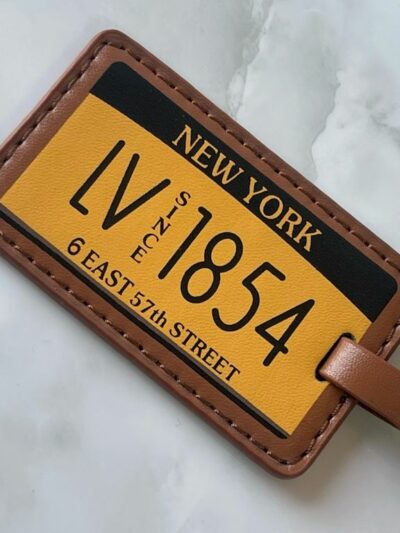 NEW YORK
LV SINCE 1854
6 EAST 57th STREET